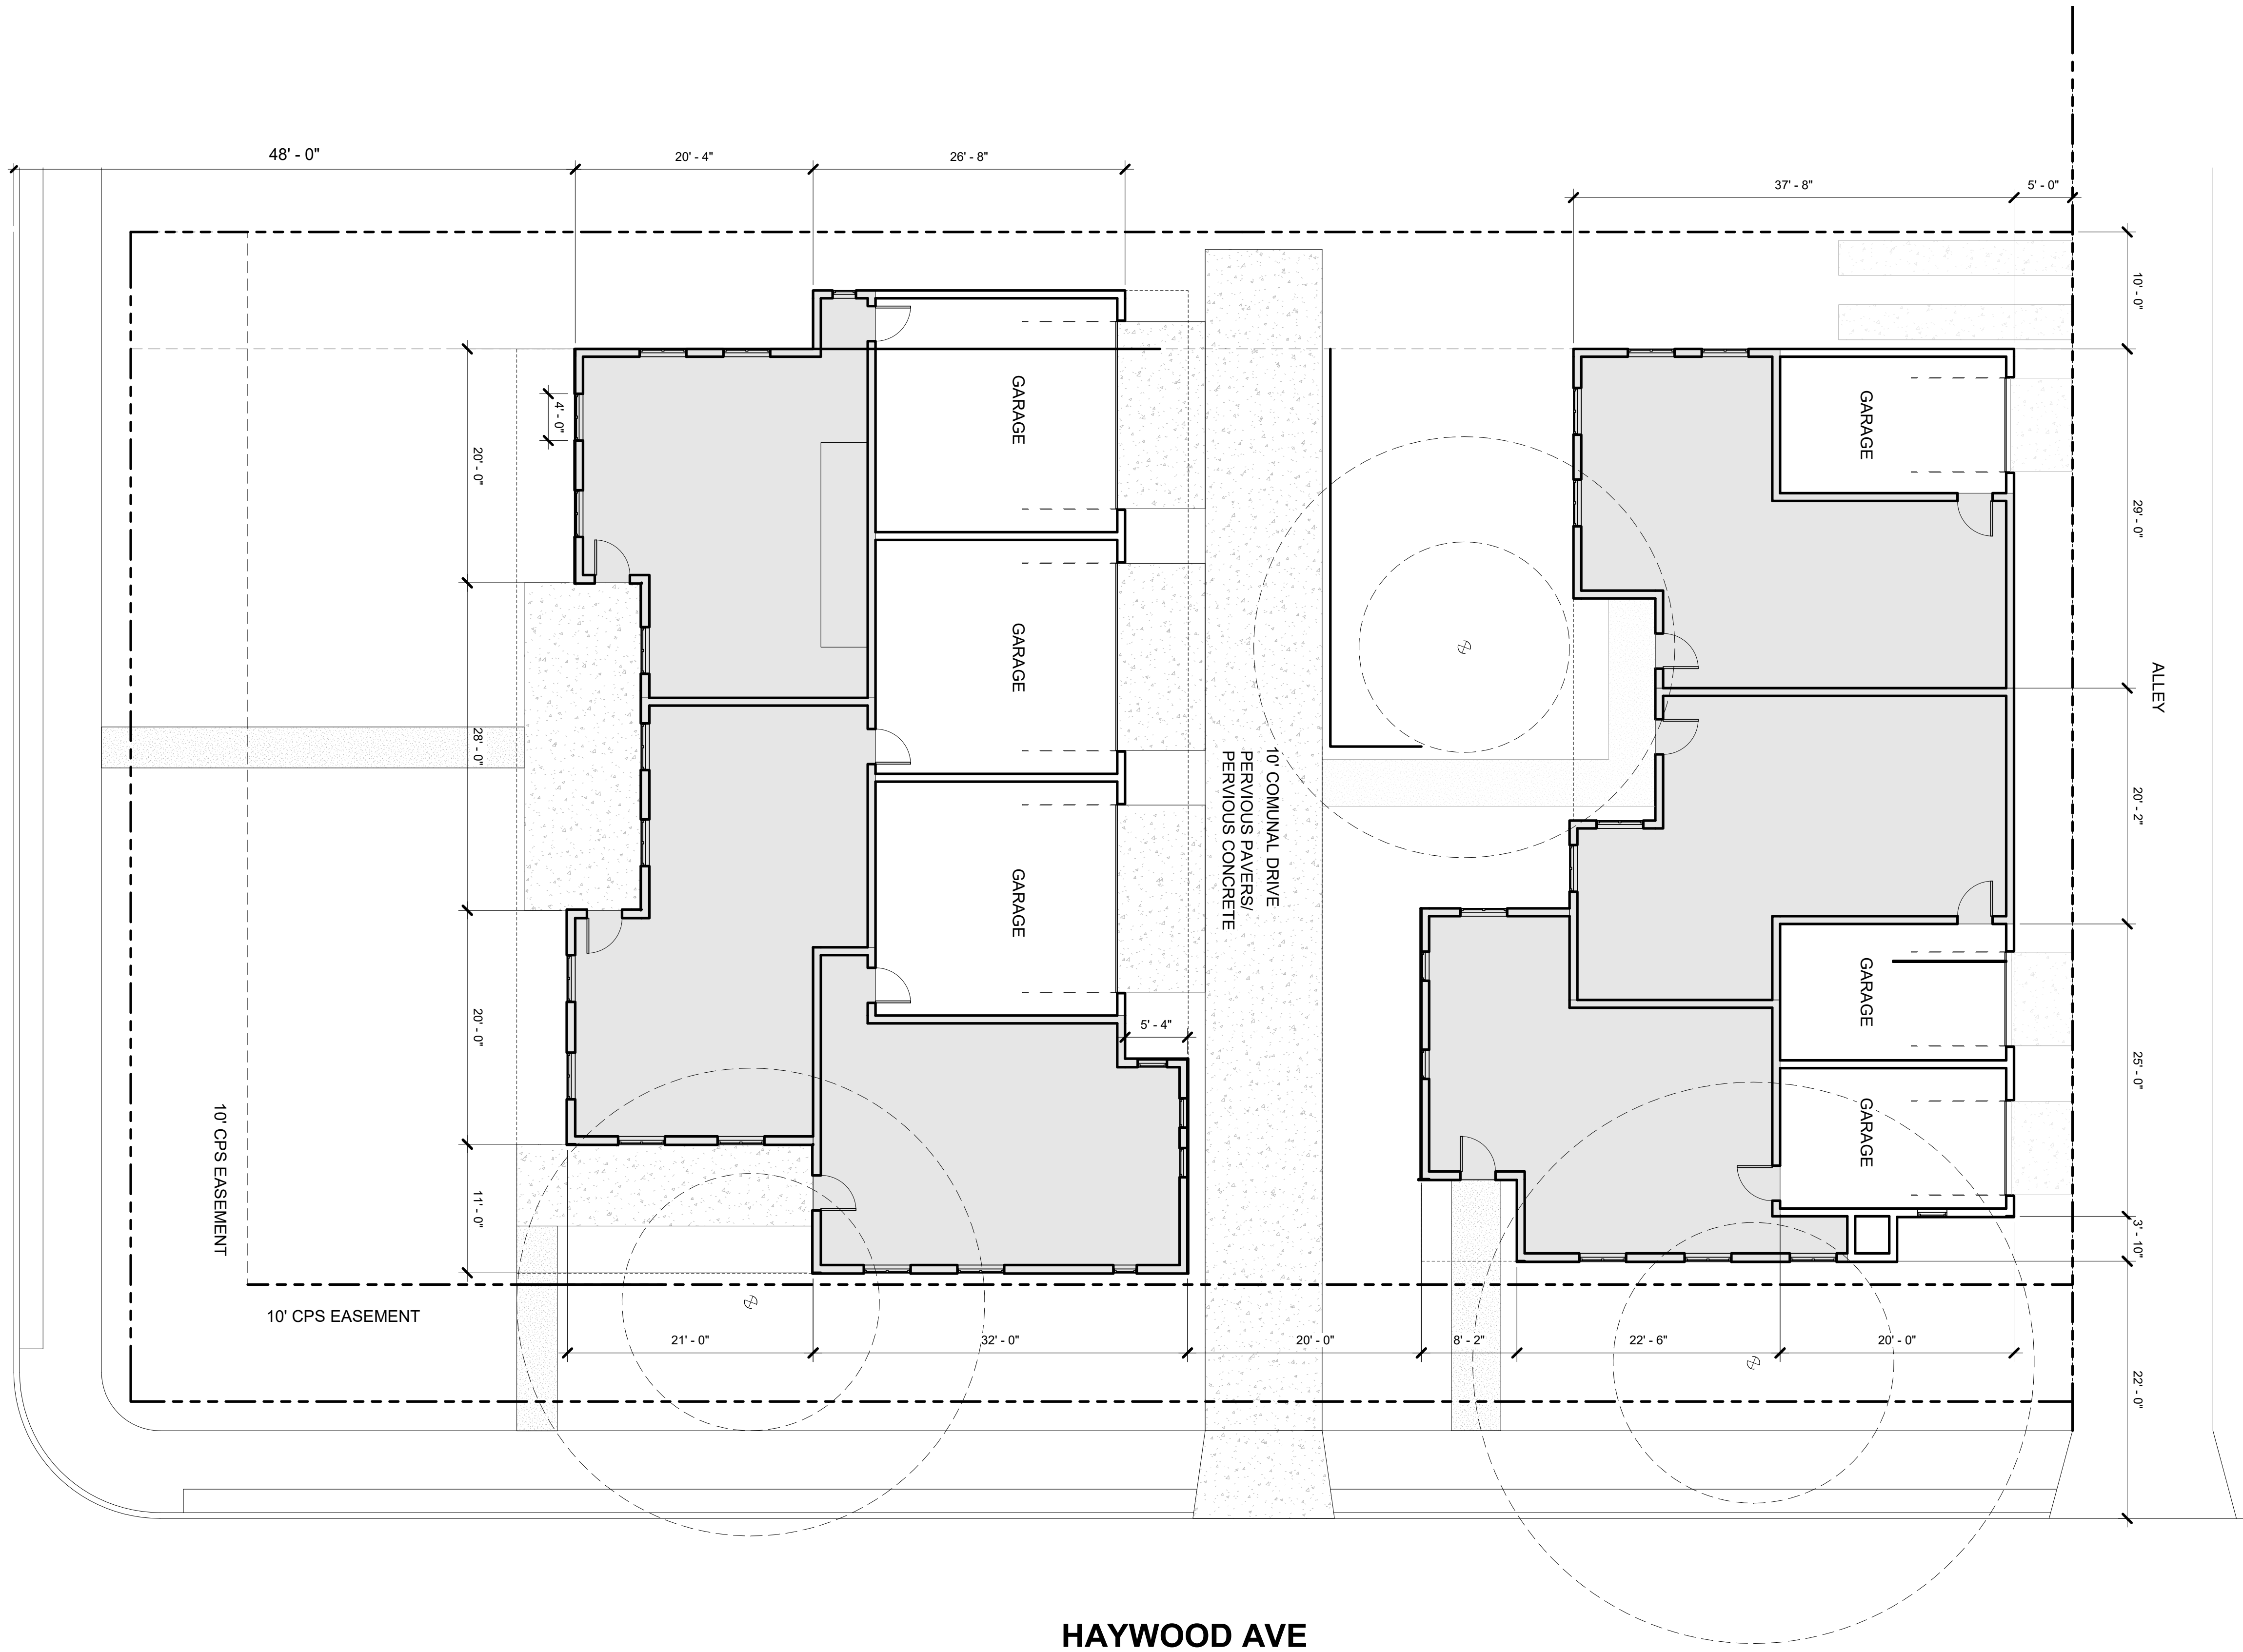 48' - 0"
20' - 4"
26' - 8"
37' - 8"
5' - 0"
10' - 0"
29' - 0"
20' - 2"
25' - 0"
3' - 10"
22' - 0"
ALLEY
GARAGE
GARAGE
GARAGE
GARAGE
GARAGE
GARAGE
4' - 0"
20' - 0"
28' - 0"
20' - 0"
11' - 0"
5' - 4"
10' COMUNAL DRIVE
PERVIOUS PAVERS/
PERVIOUS CONCRETE
10' CPS EASEMENT
10' CPS EASEMENT
21' - 0"
32' - 0"
20' - 0"
8' - 2"
22' - 6"
20' - 0"
HAYWOOD AVE